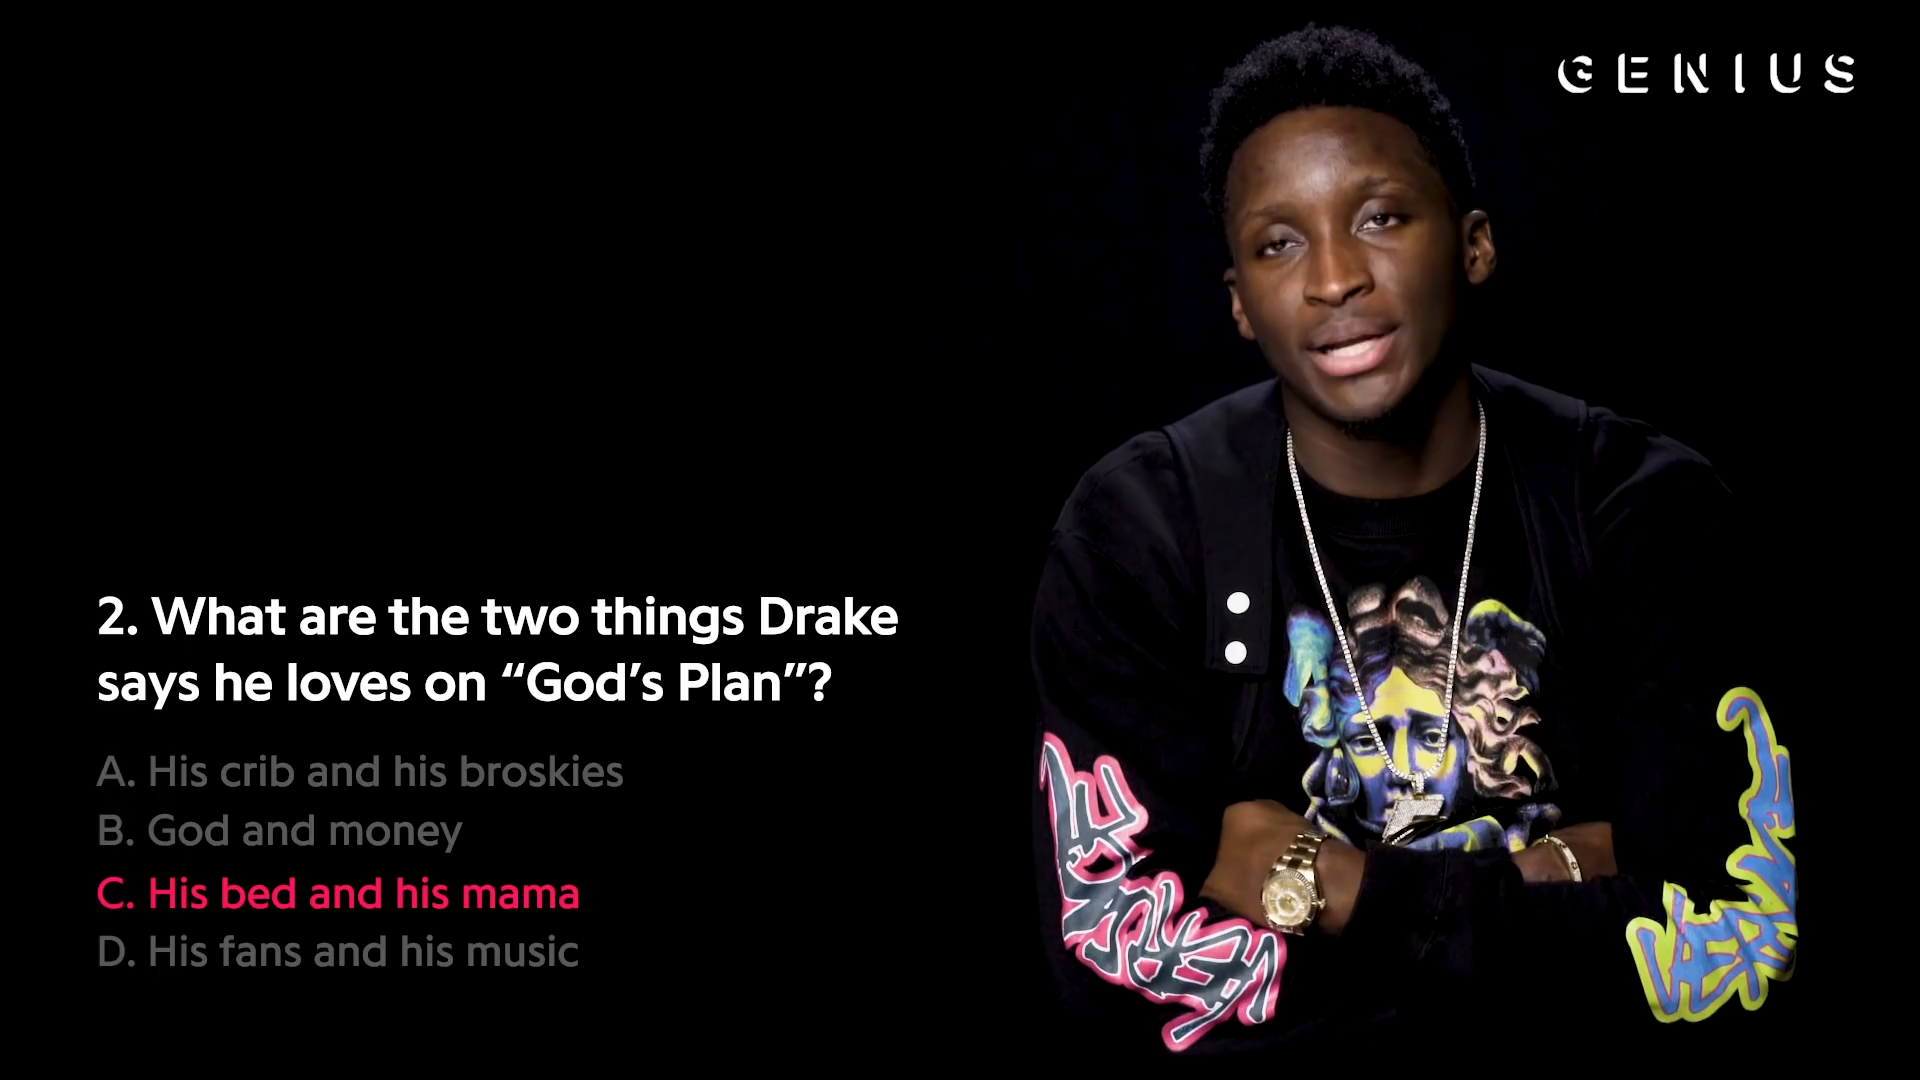 GENIUS
2. What are the two things Drake
says he loves on “God’s Plan”?
A. His crib and his broskies
B. God and money
C. His bed and his mama
D. His fans and his music